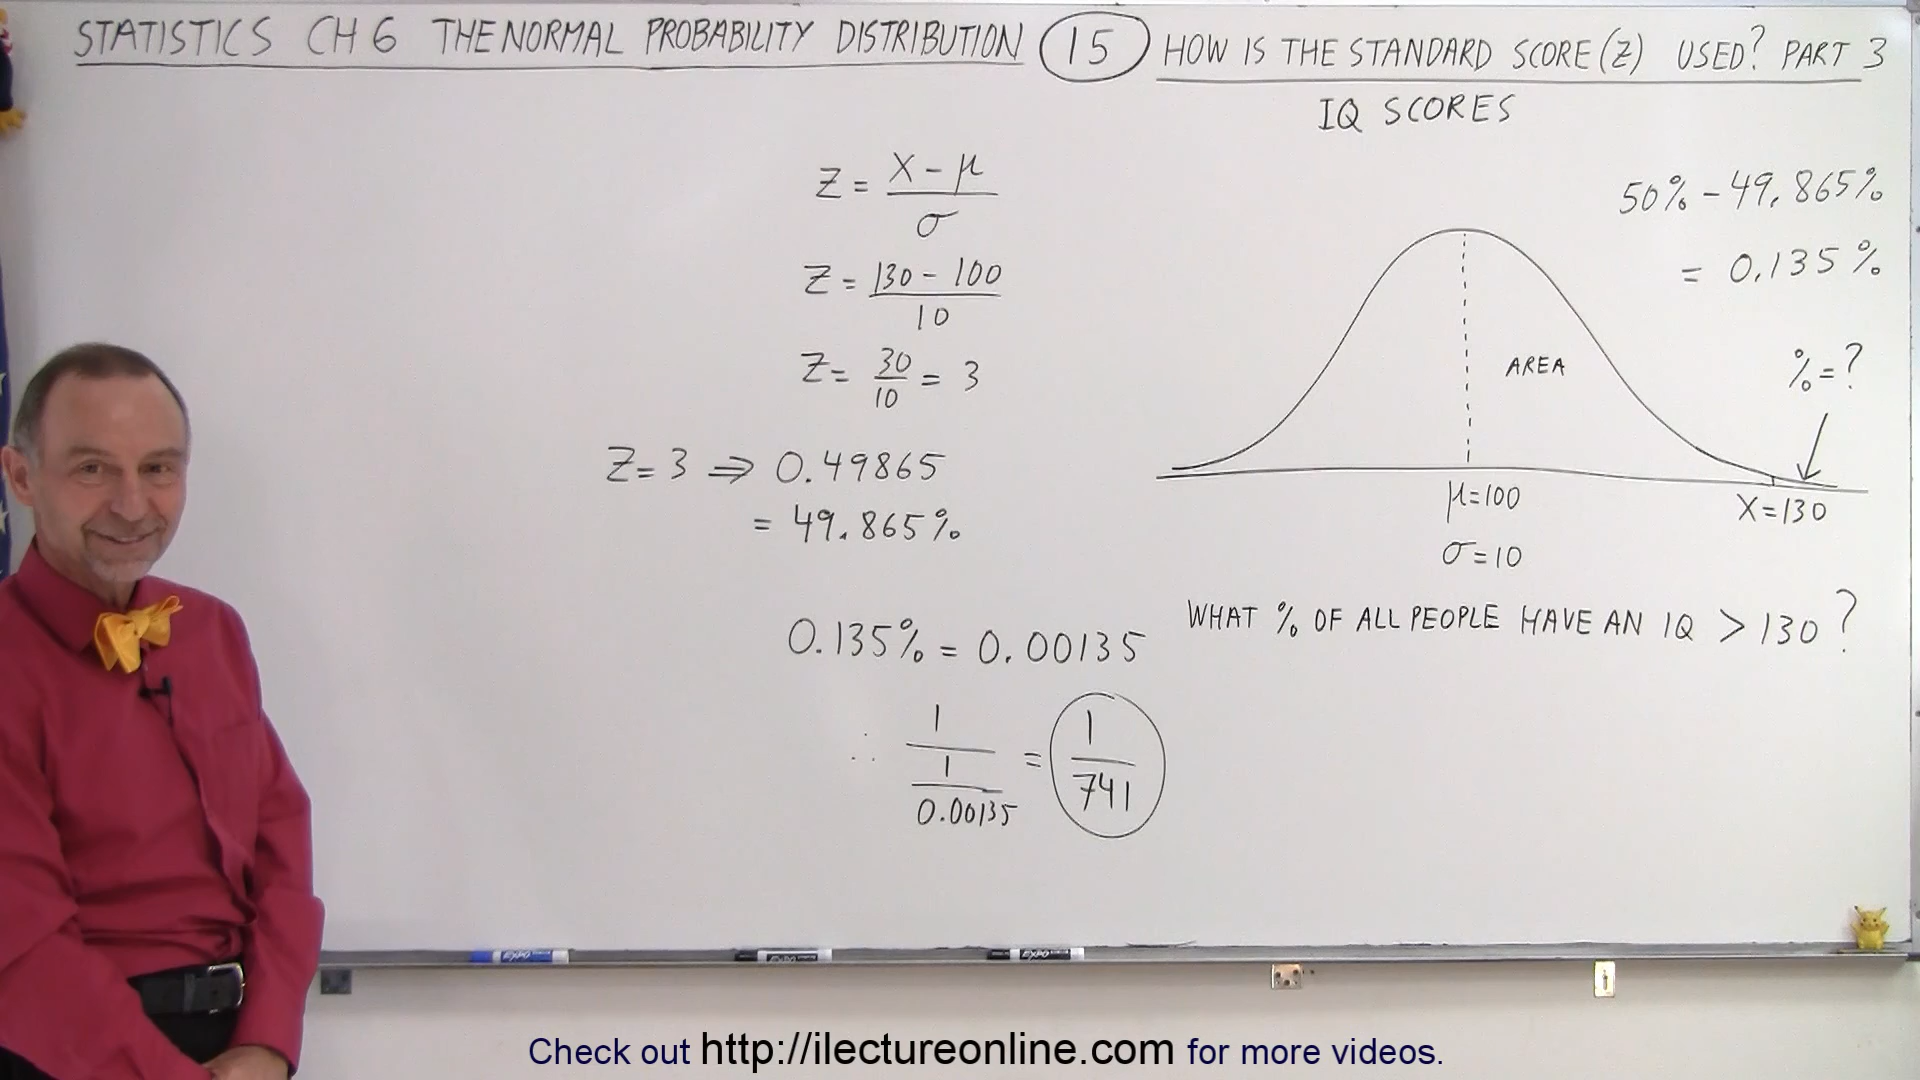 STATISTICS CH 6 THE NORMAL PROBABILITY DISTRIBUTION 15 HOW IS THE STANDARD SCORE (Z) USED? PART 3
IQ SCORES
Z = X - μ / σ
Z = 130 - 100 / 10
Z = 30 / 10 = 3
Z = 3 ⇒ 0.49865
= 49.865%
0.135% = 0.00135
∴ 1 / (1 / 0.00135) = 1 / 741
50% - 49.865%
= 0.135%
% = ?
AREA
μ = 100
X = 130
σ = 10
WHAT % OF ALL PEOPLE HAVE AN IQ > 130?
EXPO
EXPO
EXPO
Check out http://ilectureonline.com for more videos.